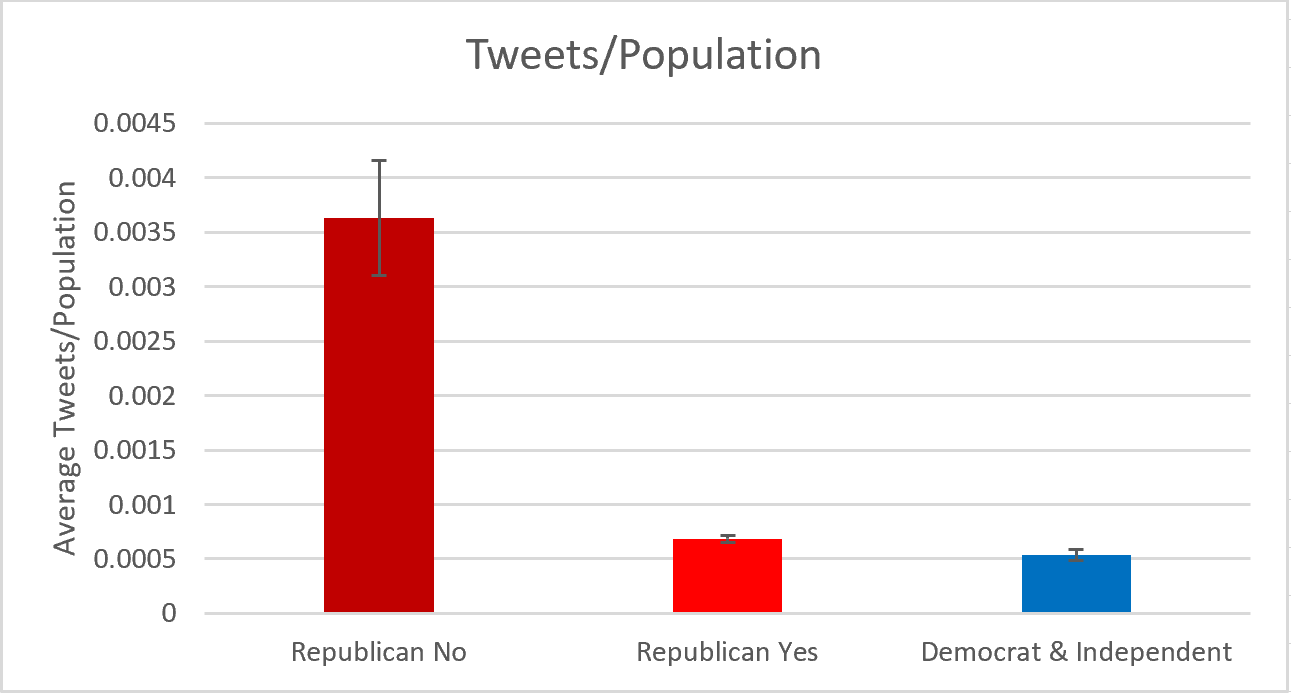 Tweets/Population
Average Tweets/Population
0.0045
0.004
0.0035
0.003
0.0025
0.002
0.0015
0.001
0.0005
0
Republican No
Republican Yes
Democrat & Independent